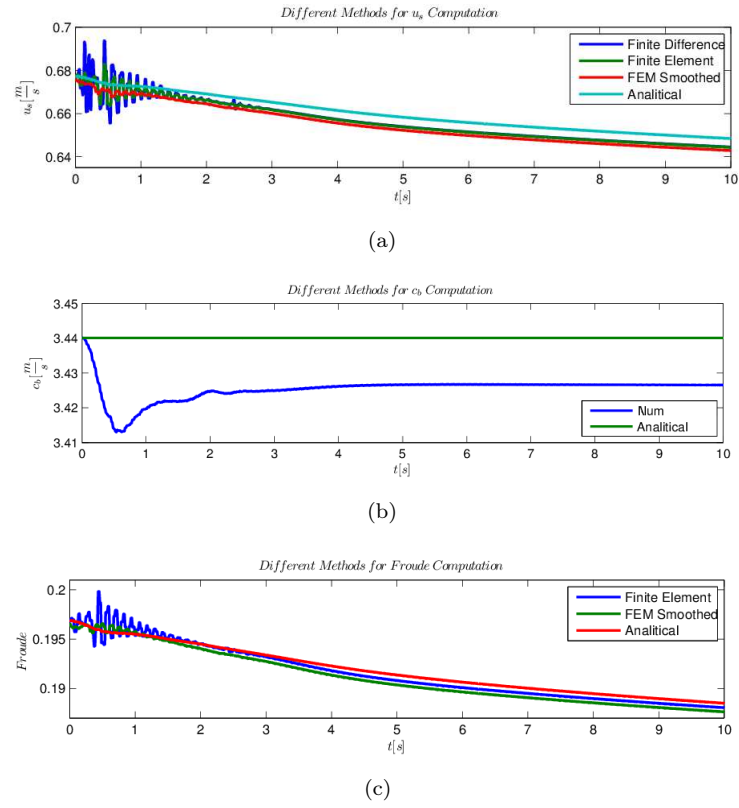 Different Methods for u_s Computation
0.7
0.68
0.66
0.64
u_s[m/s]
Finite Difference
Finite Element
FEM Smoothed
Analitical
0 1 2 3 4 5 6 7 8 9 10
t[s]
(a)
Different Methods for c_b Computation
3.45
3.44
3.43
3.42
3.41
c_b[m/s]
Num
Analitical
0 1 2 3 4 5 6 7 8 9 10
t[s]
(b)
Different Methods for Froude Computation
0.2
0.195
0.19
Froude
Finite Element
FEM Smoothed
Analitical
0 1 2 3 4 5 6 7 8 9 10
t[s]
(c)